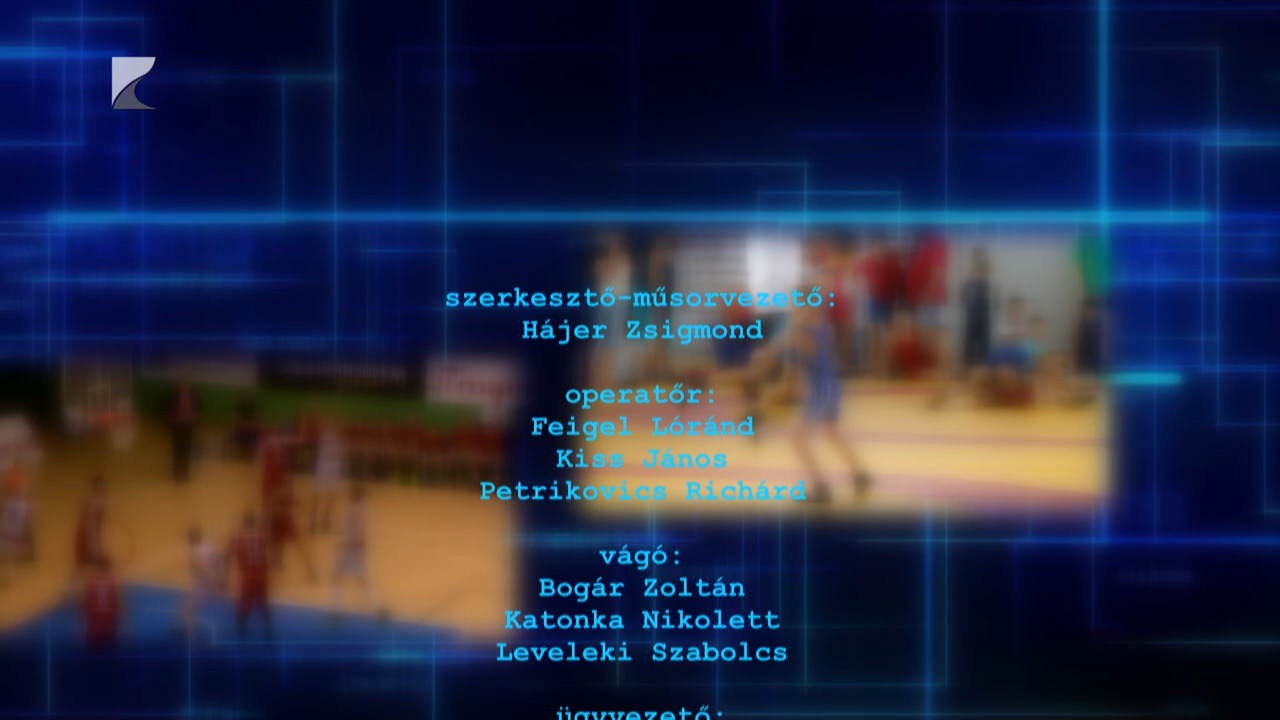 szerkesztő-műsorvezető:
Hájer Zsigmond
operatőr:
Feigel Lóránd
Kiss János
Petrikovics Richárd
vágó:
Bogár Zoltán
Katonka Nikolett
Leveleki Szabolcs
ügyvezető: